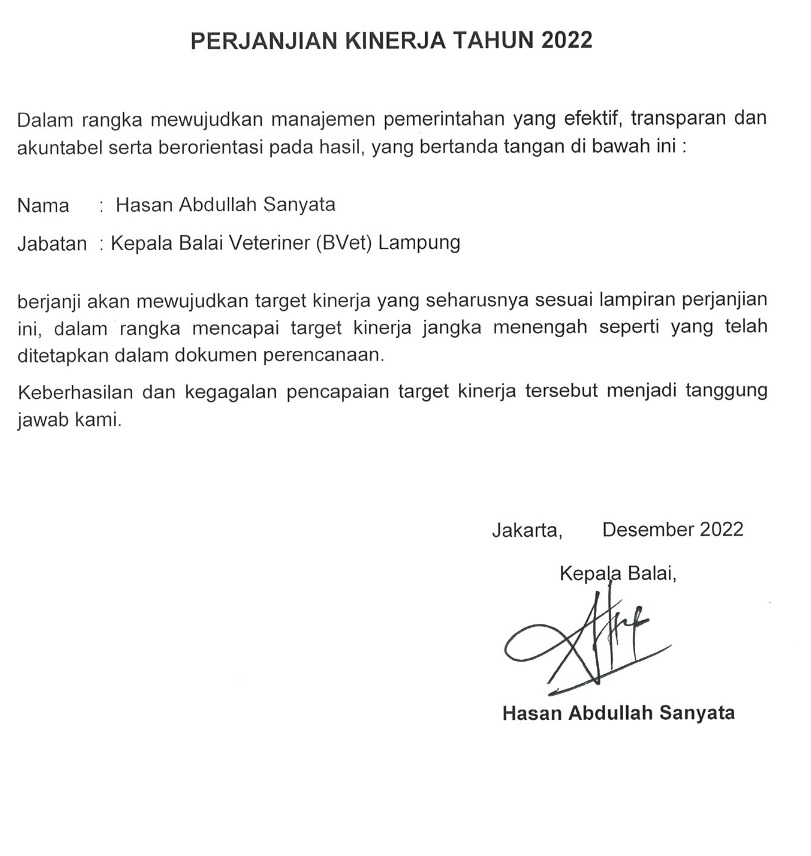 PERJANJIAN KINERJA TAHUN 2022
Dalam rangka mewujudkan manajemen pemerintahan yang efektif, transparan dan
akuntabel serta berorientasi pada hasil, yang bertanda tangan di bawah ini :
Nama : Hasan Abdullah Sanyata
Jabatan : Kepala Balai Veteriner (BVet) Lampung
berjanji akan mewujudkan target kinerja yang seharusnya sesuai lampiran perjanjian
ini, dalam rangka mencapai target kinerja jangka menengah seperti yang telah
ditetapkan dalam dokumen perencanaan.
Keberhasilan dan kegagalan pencapaian target kinerja tersebut menjadi tanggung
jawab kami.
Jakarta, Desember 2022
Kepala Balai,
Hasan Abdullah Sanyata